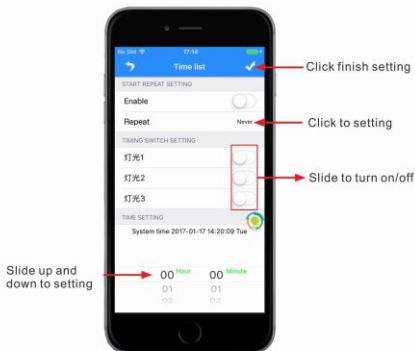 No SIM
17:14
Time list
Click finish setting
START REPEAT SETTING
Enable
Repeat
Never
Click to setting
TIMING SWITCH SETTING
灯光1
灯光2
Slide to turn on/off
灯光3
TIME SETTING
System time 2017-01-17 14:20:09 Tue
Slide up and
down to setting
00 Hour 00 Minute
01 01
02 02